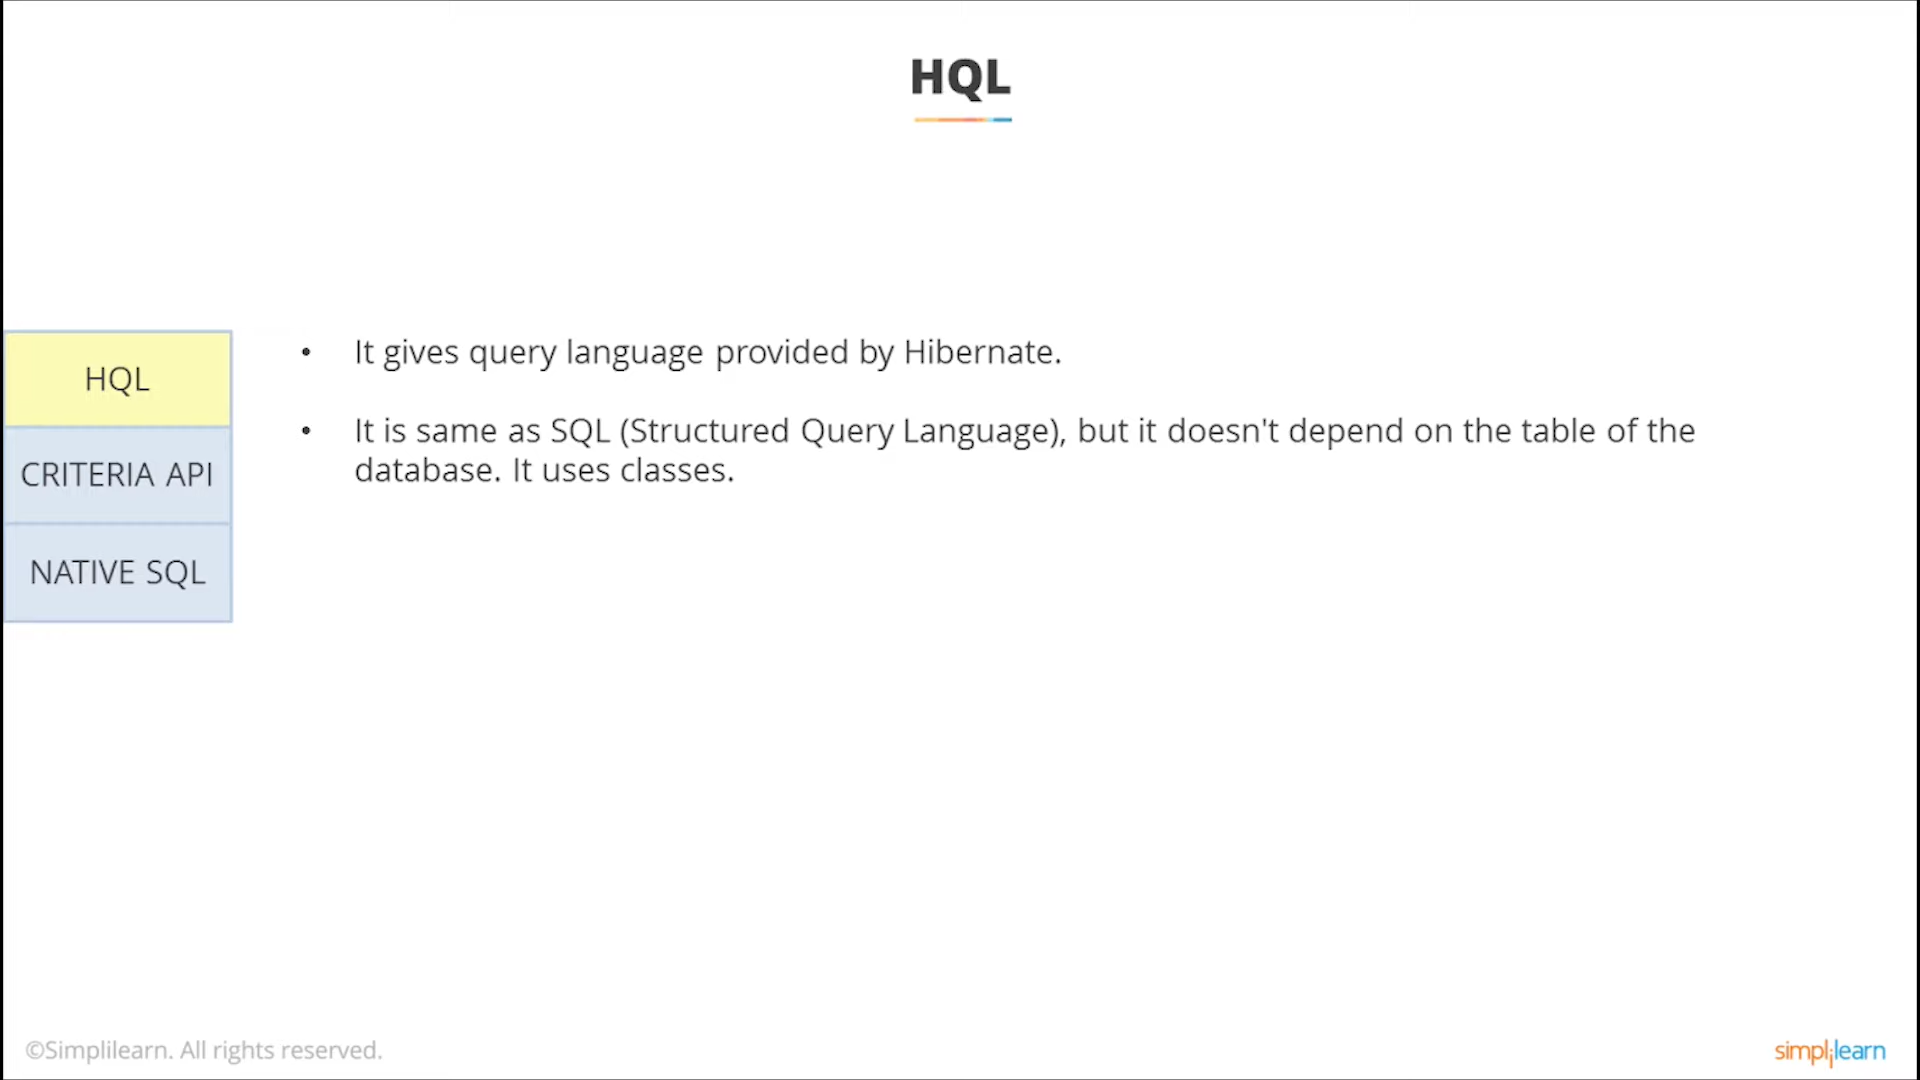 HQL
HQL
CRITERIA API
NATIVE SQL
• It gives query language provided by Hibernate.
• It is same as SQL (Structured Query Language), but it doesn't depend on the table of the
database. It uses classes.
©Simplilearn. All rights reserved.
simplilearn